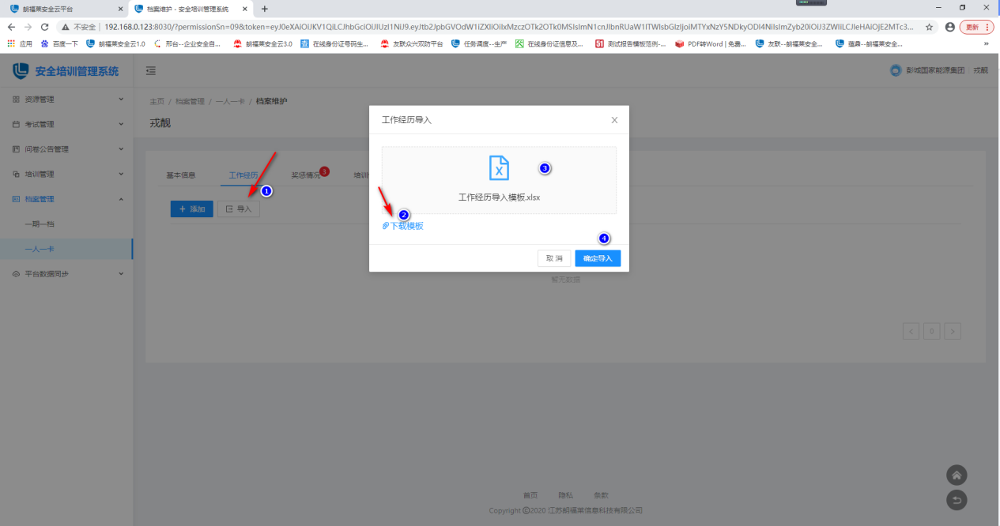 朗福莱安全云平台
档案维护 - 安全培训管理系统
不安全 | 192.168.0.123:8030/?permissionSn=09&token=eyJ0eXAiOiJKV1QiLCJhbGciOiJIUzI1NiJ9.eyJtb2JpbGVOdW1iZXIiOiIxMzczOTk2OTk0MSIsImN1cnJlbnRUaW1lTWlsbGlzIjoiMTYxNzY5NDkyODI4NiIsImZyb20iOiJ3ZWIiLCJleHAiOjE2MTc3...
更新
应用
百度一下
朗福莱安全云1.0
邢台--企业安全自...
朗福莱安全云3.0
在线身份证号码生...
友联众兴双防平台
任务调度--生产
在线身份证信息及...
测试报告模板范例-...
PDF转Word | 免费...
友联--朗福莱安全...
蕴鼎--朗福莱安全...
»
安全培训管理系统
彭城国家能源集团
戎靓
资源管理
考试管理
问卷公告管理
培训管理
档案管理
一期一档
一人一卡
平台数据同步
主页 / 档案管理 / 一人一卡 / 档案维护
戎靓
基本信息
工作经历
奖惩情况
3
培训
1
+ 添加
导入
工作经历导入
X
3
工作经历导入模板.xlsx
2
下载模板
4
取 消
确定导入
暂无数据
<
0
>
首页
隐私
条款
Copyright ©2020 江苏朗福莱信息科技有限公司